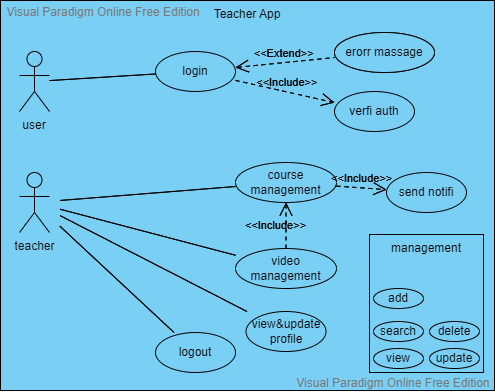 Visual Paradigm Online Free Edition
Teacher App
<<Extend>>
erorr massage
login
<<Include>>
verfi auth
user
course
management
<<Include>>
send notifi
teacher
<<Include>>
video
management
management
view&update
profile
logout
add
search
delete
view
update
Visual Paradigm Online Free Edition